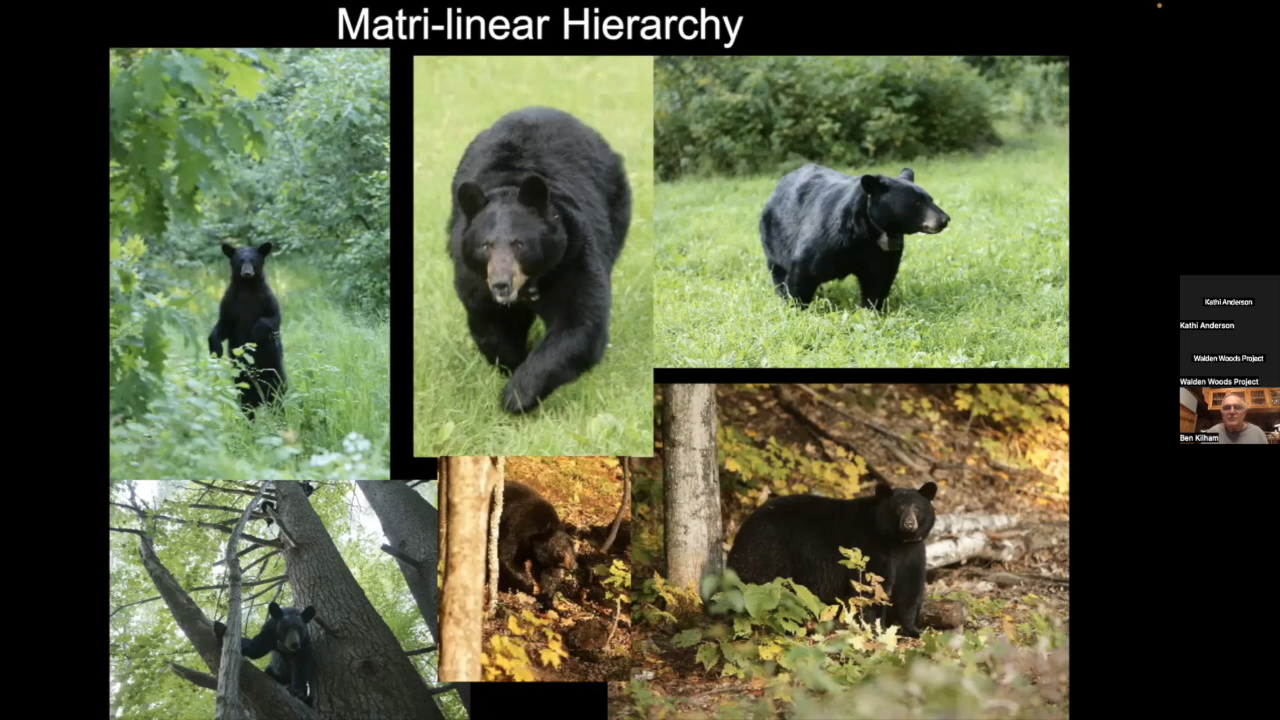 Matri-linear Hierarchy
Kathi Anderson
Kathi Anderson
Walden Woods Project
Walden Woods Project
Ben Kilham